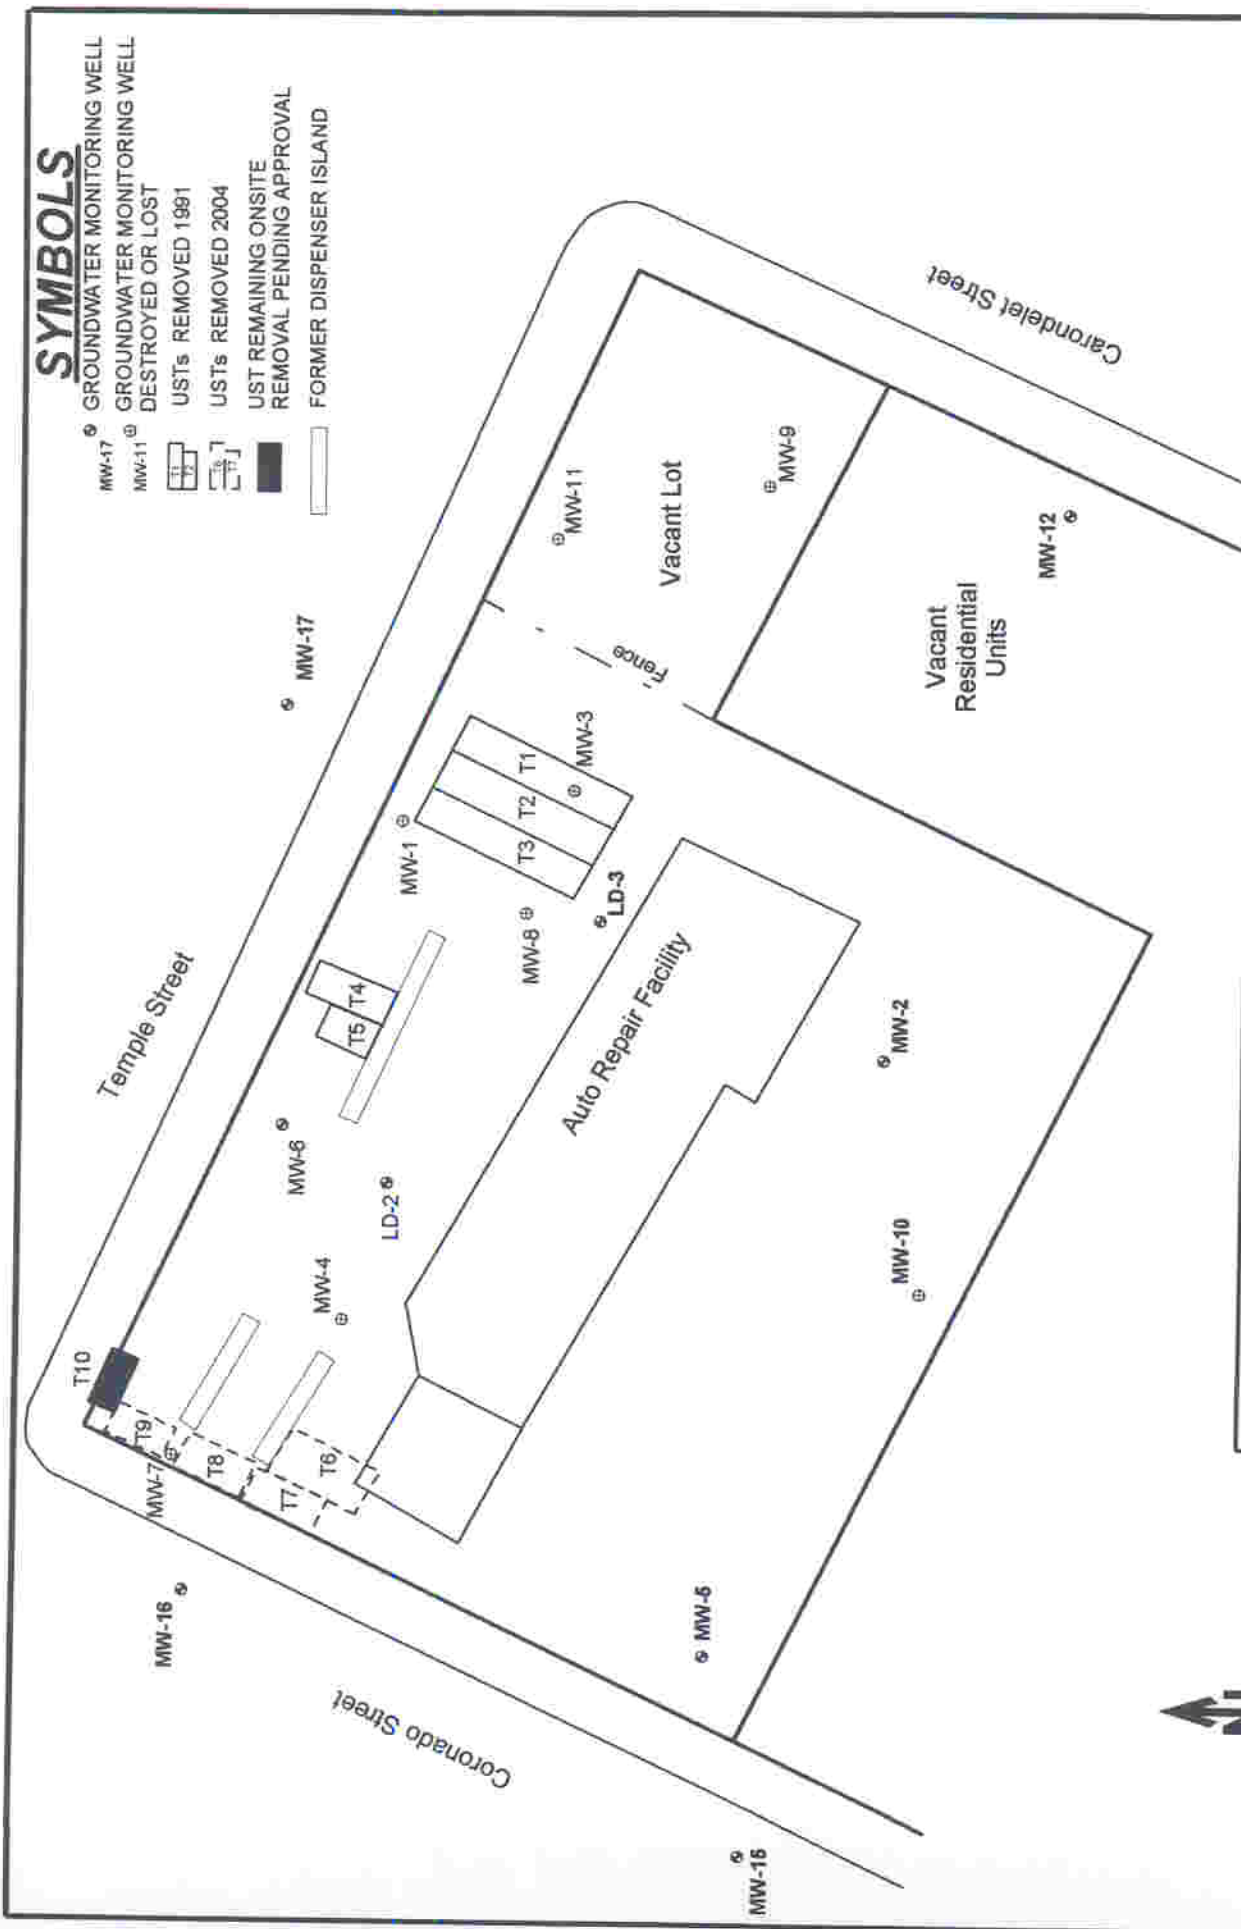 SYMBOLS
MW-17 GROUNDWATER MONITORING WELL
MW-11 GROUNDWATER MONITORING WELL
DESTROYED OR LOST
T1
T2
USTs REMOVED 1991
T6
T7
USTs REMOVED 2004
UST REMAINING ONSITE
REMOVAL PENDING APPROVAL
FORMER DISPENSER ISLAND
Temple Street
Carondelet Street
Coronado Street
MW-17
MW-11
Vacant Lot
MW-9
Fence
MW-12
Vacant
Residential
Units
MW-1
T3
T2
T1
MW-3
MW-8
LD-3
T5
T4
MW-6
LD-2
MW-4
Auto Repair Facility
MW-2
MW-10
T10
T9
MW-7
T8
T7
T6
MW-16
MW-5
MW-15